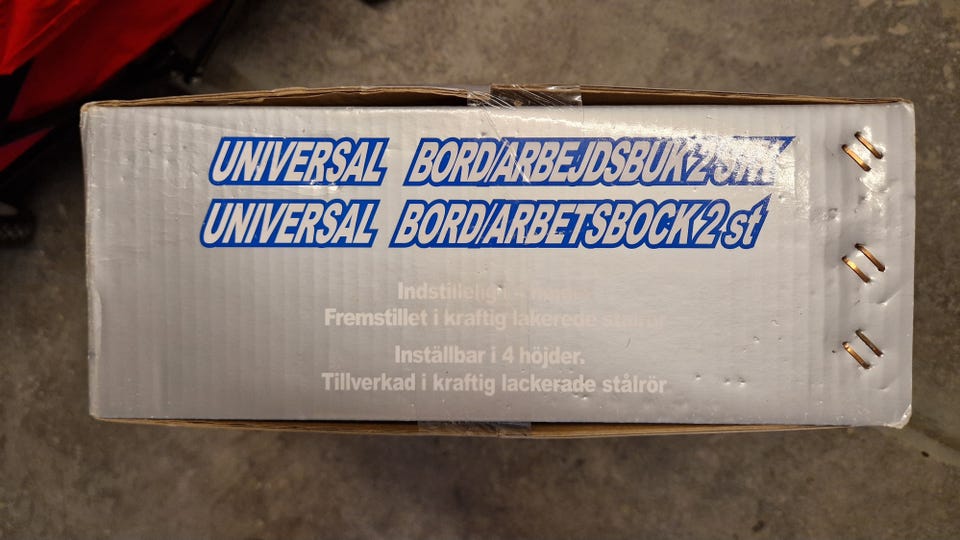 UNIVERSAL BORD/ARBEJDSBUK 2
UNIVERSAL BORD/ARBETSBOCK 2 st
Indstillelig
Fremstillet i kraftig lakerede stålrør
Inställbar i 4 höjder.
Tillverkad i kraftig lackerade stålrör